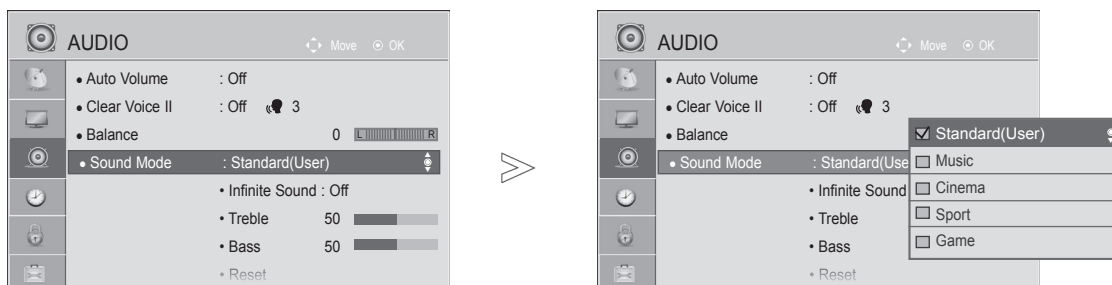 AUDIO
Move OK
• Auto Volume : Off
• Clear Voice II : Off 3
• Balance 0 L R
• Sound Mode : Standard(User)
• Infinite Sound : Off
• Treble 50
• Bass 50
• Reset
AUDIO
Move OK
• Auto Volume : Off
• Clear Voice II : Off 3
• Balance
• Sound Mode : Standard(Use
• Infinite Sound
• Treble
• Bass
• Reset
Standard(User)
Music
Cinema
Sport
Game